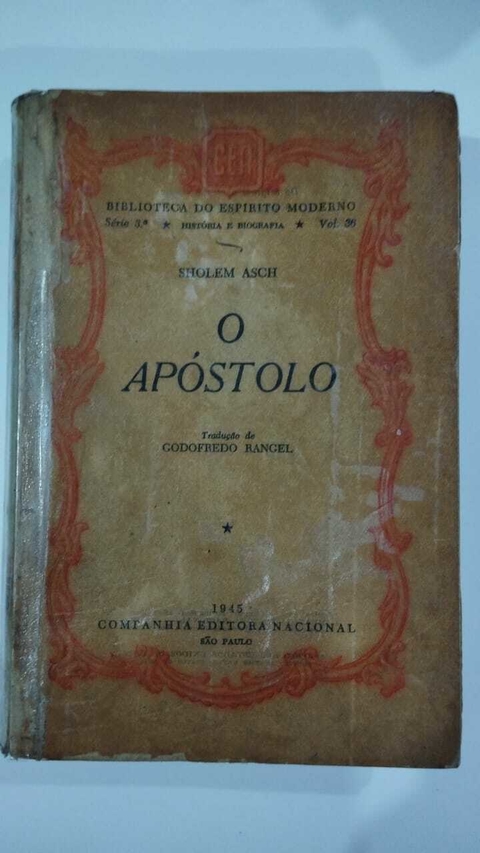 CEN
BIBLIOTECA DO ESPIRITO MODERNO
Série 3.ª ★ HISTÓRIA E BIOGRAFIA ★ Vol. 36
SHOLEM ASCH
O
APÓSTOLO
Tradução de
GODOFREDO RANGEL
★
1945
COMPANHIA EDITORA NACIONAL
SÃO PAULO